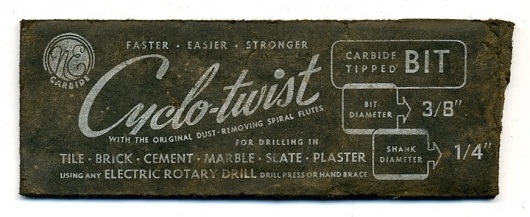 NE
CARBIDE
FASTER · EASIER · STRONGER
Cyclo-twist
WITH THE ORIGINAL DUST-REMOVING SPIRAL FLUTES
FOR DRILLING IN
TILE · BRICK · CEMENT · MARBLE · SLATE · PLASTER
USING ANY ELECTRIC ROTARY DRILL DRILL PRESS OR HAND BRACE
CARBIDE TIPPED BIT
BIT DIAMETER 3/8"
SHANK DIAMETER 1/4"